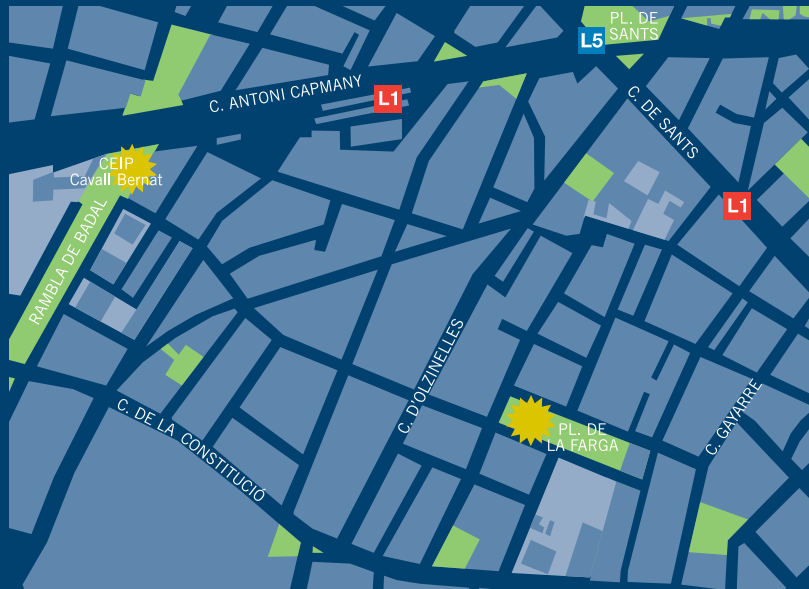 PL. DE
SANTS
L5
C. ANTONI CAPMANY
L1
C. DE SANTS
CEIP
Cavall Bernat
L1
RAMBLA DE BADAL
C. D'OLZINELLES
C. GAYARRE
C. DE LA CONSTITUCIÓ
PL. DE
LA FARGA